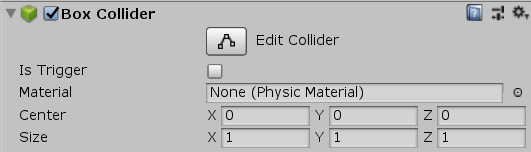 Box Collider
Edit Collider
Is Trigger
Material None (Physic Material)
Center X 0 Y 0 Z 0
Size X 1 Y 1 Z 1